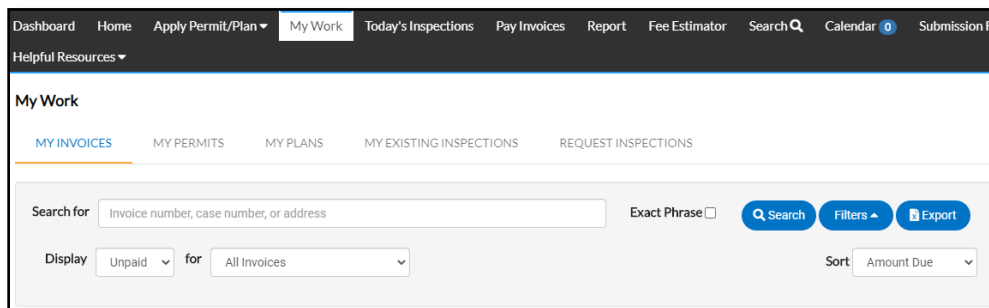 Dashboard Home Apply Permit/Plan My Work Today's Inspections Pay Invoices Report Fee Estimator Search Calendar 0 Submission
Helpful Resources
My Work
MY INVOICES MY PERMITS MY PLANS MY EXISTING INSPECTIONS REQUEST INSPECTIONS
Search for Invoice number, case number, or address Exact Phrase Search Filters Export
Display Unpaid for All Invoices Sort Amount Due